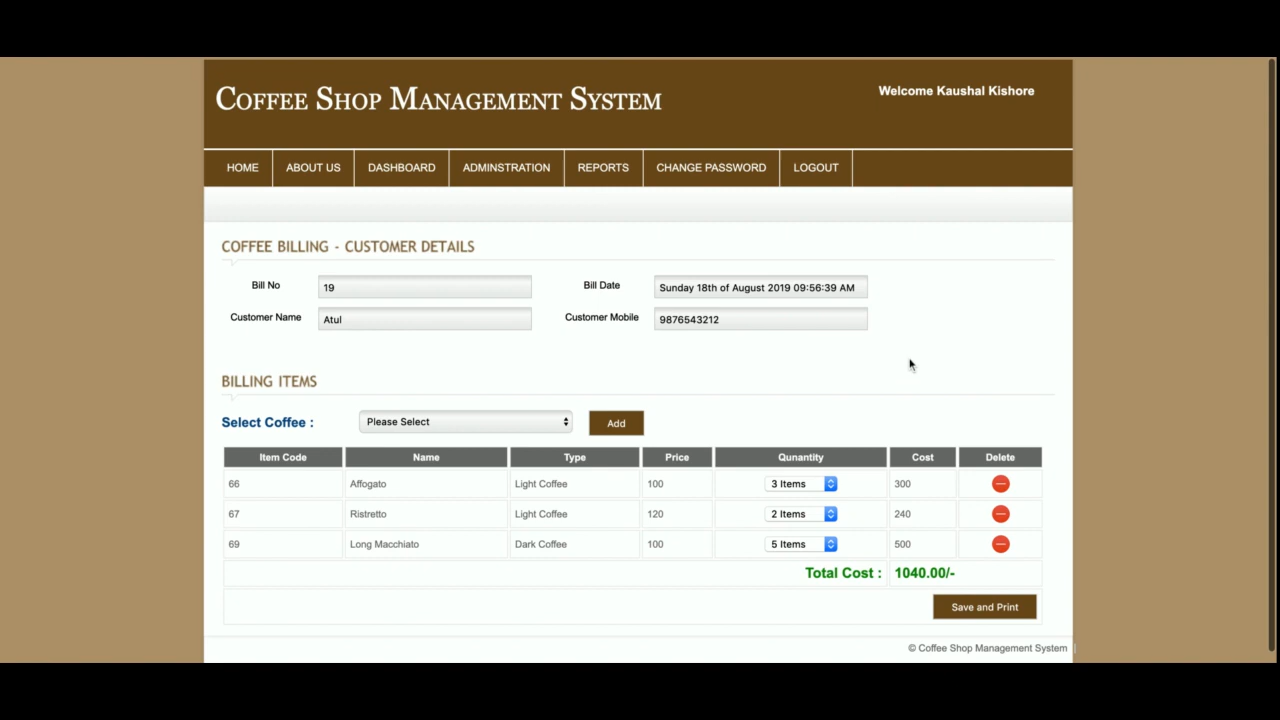 COFFEE SHOP MANAGEMENT SYSTEM
Welcome Kaushal Kishore
HOME ABOUT US DASHBOARD ADMINSTRATION REPORTS CHANGE PASSWORD LOGOUT
COFFEE BILLING - CUSTOMER DETAILS
Bill No 19 Bill Date Sunday 18th of August 2019 09:56:39 AM
Customer Name Atul Customer Mobile 9876543212
BILLING ITEMS
Select Coffee : Please Select Add
Item Code Name Type Price Qunantity Cost Delete
66 Affogato Light Coffee 100 3 Items 300
67 Ristretto Light Coffee 120 2 Items 240
69 Long Macchiato Dark Coffee 100 5 Items 500
Total Cost : 1040.00/-
Save and Print
© Coffee Shop Management System |